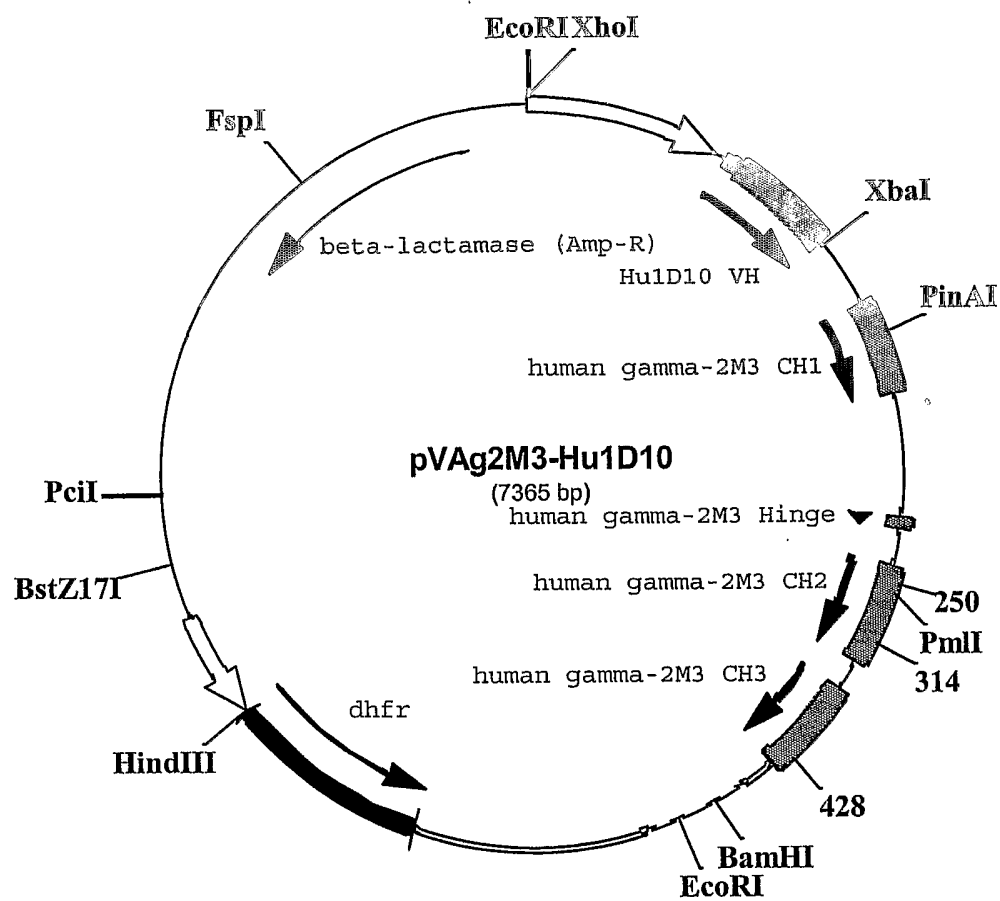 EcoRI XhoI
FspI
XbaI
beta-lactamase (Amp-R)
Hu1D10 VH
PinAI
human gamma-2M3 CH1
pVAg2M3-Hu1D10
(7365 bp)
PciI
human gamma-2M3 Hinge
BstZ17I
human gamma-2M3 CH2
250
PmlI
314
human gamma-2M3 CH3
dhfr
HindIII
428
BamHI
EcoRI